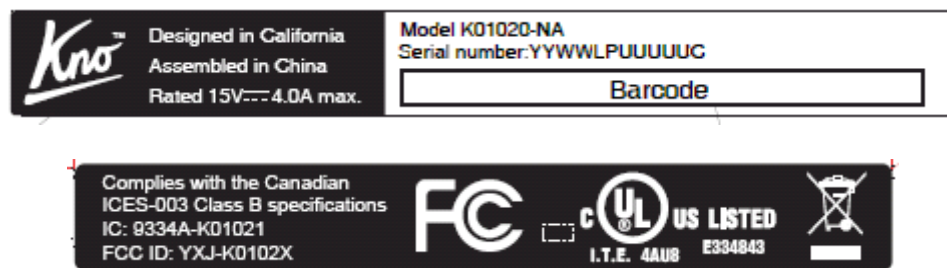 Kno™
Designed in California
Assembled in China
Rated 15V⎓4.0A max.
Model K01020-NA
Serial number:YYWWLPUUUUUC
Barcode
Complies with the Canadian
ICES-003 Class B specifications
IC: 9334A-K01021
FCC ID: YXJ-K0102X
FC
C UL® US LISTED
I.T.E. 4AU8 E334843